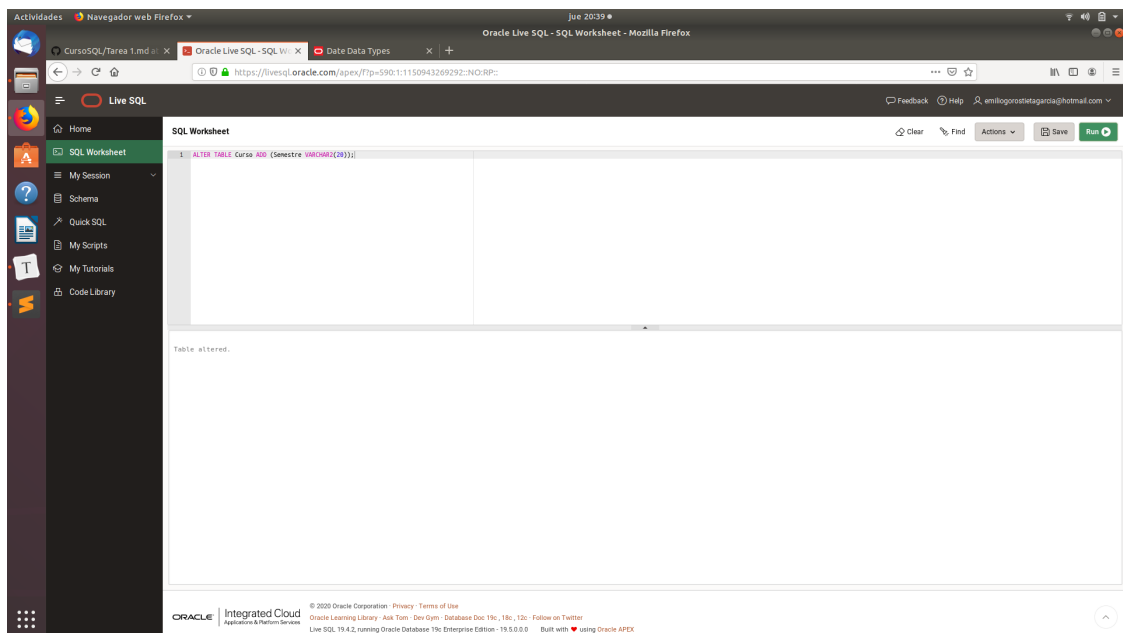 Actividades Navegador web Firefox jue 20:39
Oracle Live SQL - SQL Worksheet - Mozilla Firefox
CursoSQL/Tarea 1.md at Oracle Live SQL - SQL Wo Date Data Types
https://livesql.oracle.com/apex/f?p=590:1:1150943269292::NO:RP::
Live SQL Feedback Help emiliogorostietagarcia@hotmail.com
Home
SQL Worksheet
My Session
Schema
Quick SQL
My Scripts
My Tutorials
Code Library
SQL Worksheet Clear Find Actions Save Run
1 ALTER TABLE Curso ADD (Semestre VARCHAR2(20));
Table altered.
ORACLE Integrated Cloud
Applications & Platform Services
© 2020 Oracle Corporation · Privacy · Terms of Use
Oracle Learning Library · Ask Tom · Dev Gym · Database Doc 19c , 18c , 12c · Follow on Twitter
Live SQL 19.4.2, running Oracle Database 19c Enterprise Edition - 19.5.0.0.0 Built with ❤ using Oracle APEX